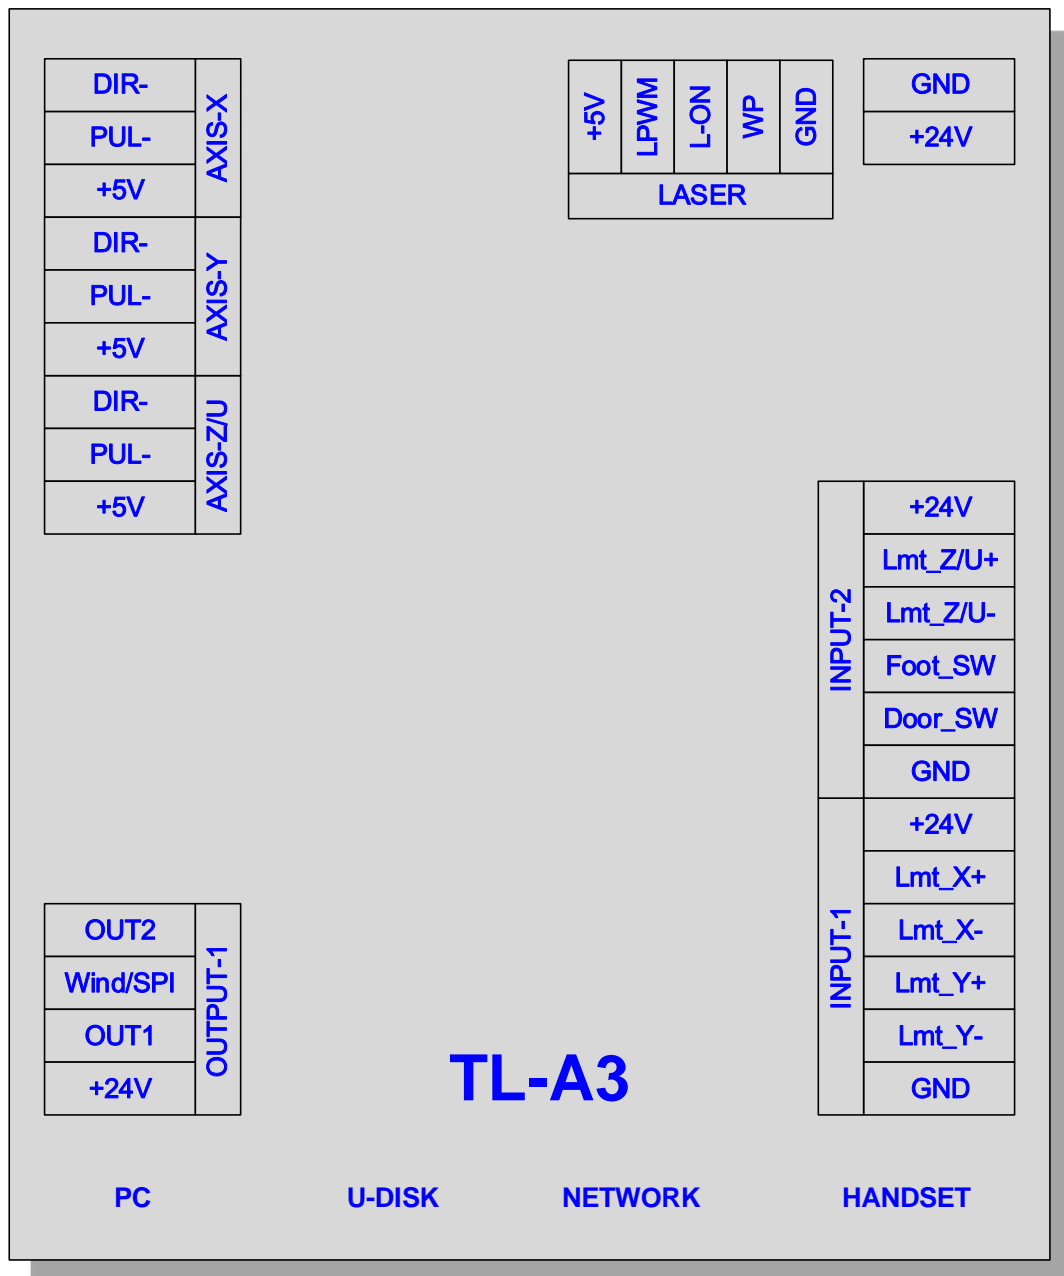 DIR-
PUL-
+5V
AXIS-X
DIR-
PUL-
+5V
AXIS-Y
DIR-
PUL-
+5V
AXIS-Z/U
+5V
LPWM
L-ON
WP
GND
LASER
GND
+24V
INPUT-2
+24V
Lmt_Z/U+
Lmt_Z/U-
Foot_SW
Door_SW
GND
INPUT-1
+24V
Lmt_X+
Lmt_X-
Lmt_Y+
Lmt_Y-
GND
OUT2
Wind/SPI
OUT1
+24V
OUTPUT-1
TL-A3
PC
U-DISK
NETWORK
HANDSET